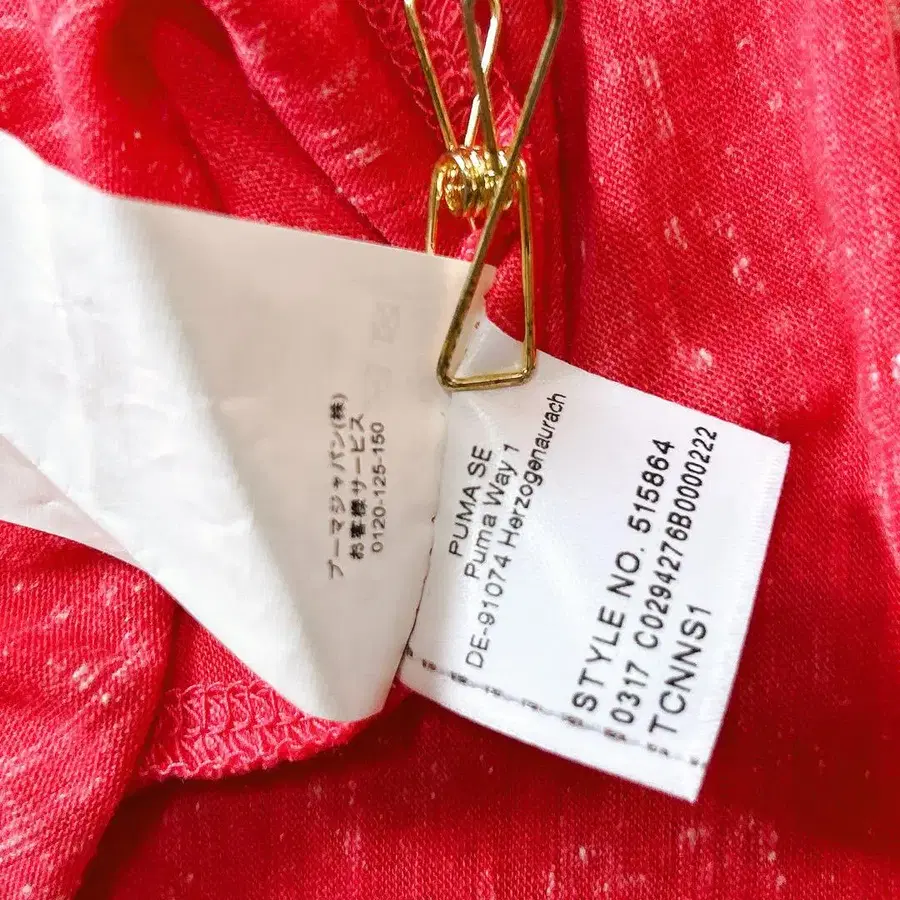 プーマジャパン(株)
お客様サービス
0120-125-150
PUMA SE
Puma Way 1
DE-91074 Herzogenaurach
STYLE NO. 515864
0317 C0294276B0000222
TCNNS1